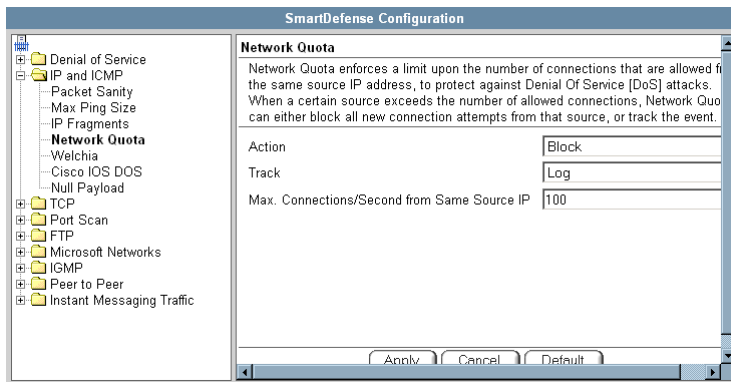 SmartDefense Configuration
Denial of Service
IP and ICMP
Packet Sanity
Max Ping Size
IP Fragments
Network Quota
Welchia
Cisco IOS DOS
Null Payload
TCP
Port Scan
FTP
Microsoft Networks
IGMP
Peer to Peer
Instant Messaging Traffic
Network Quota
Network Quota enforces a limit upon the number of connections that are allowed
the same source IP address, to protect against Denial Of Service [DoS] attacks.
When a certain source exceeds the number of allowed connections, Network Quo
can either block all new connection attempts from that source, or track the event.
Action Block
Track Log
Max. Connections/Second from Same Source IP 100
Apply Cancel Default